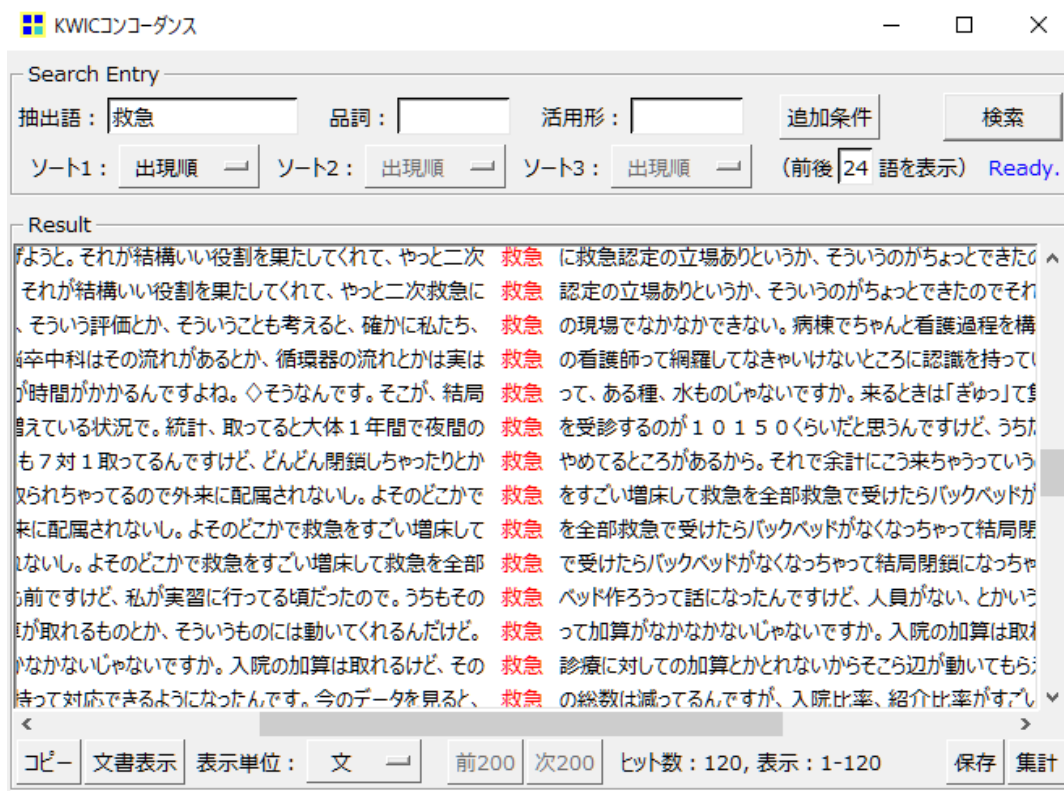 KWICコンコーダンス
Search Entry
抽出語： 救急 品詞： 活用形： 追加条件 検索
ソート1： 出現順 ソート2： 出現順 ソート3： 出現順 （前後 24 語を表示） Ready.
Result
ようと。それが結構いい役割を果たしてくれて、やっと二次 救急 に救急認定の立場ありというか、そういうのがちょっとできた
それが結構いい役割を果たしてくれて、やっと二次救急に 救急 認定の立場ありというか、そういうのがちょっとできたのでそれ
、そういう評価とか、そういうことも考えると、確かに私たち、 救急 の現場でなかなかできない。病棟でちゃんと看護過程を構
卒中科はその流れがあるとか、循環器の流れとかは実は 救急 の看護師って網羅してなきゃいけないところに認識を持って
時間がかかるんですよね。◇そうなんです。そこが、結局 救急 って、ある種、水ものじゃないですか。来るときは「ぎゅっ」て
えている状況で。統計、取ってると大体１年間で夜間の 救急 を受診するのが１０１５０くらいだと思うんですけど、うち
も７対１取ってるんですけど、どんどん閉鎖しちゃったりとか 救急 やめてるところがあるから。それで余計にこう来ちゃうっていう
られちゃってるので外来に配属されないし。よそのどこかで 救急 をすごい増床して救急を全部救急で受けたらバックベッドが
来に配属されないし。よそのどこかで救急をすごい増床して 救急 を全部救急で受けたらバックベッドがなくなっちゃって結局閉
ないし。よそのどこかで救急をすごい増床して救急を全部 救急 で受けたらバックベッドがなくなっちゃって結局閉鎖になっちゃ
前ですけど、私が実習に行ってる頃だったので。うちもその 救急 ベッド作ろうって話になったんですけど、人員がない、とかいう
が取れるものとか、そういうものには動いてくれるんだけど。 救急 って加算がなかなかないじゃないですか。入院の加算は取
かなかないじゃないですか。入院の加算は取れるけど、その 救急 診療に対しての加算とかとれないからそこら辺が動いてもら
持って対応できるようになったんです。今のデータを見ると、 救急 の総数は減ってるんですが、入院比率、紹介比率がすごい
コピー 文書表示 表示単位： 文 前200 次200 ヒット数：120, 表示：1-120 保存 集計